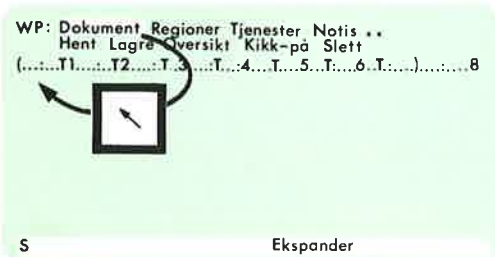 WP: Dokument Regioner Tjenester Notis ..
Hent Lagre Oversikt Kikk-på Slett
(...:...T1....:..T2....:.T.3....:T...:4...T....5...T:....6..T.:....)....:....8
S Ekspander